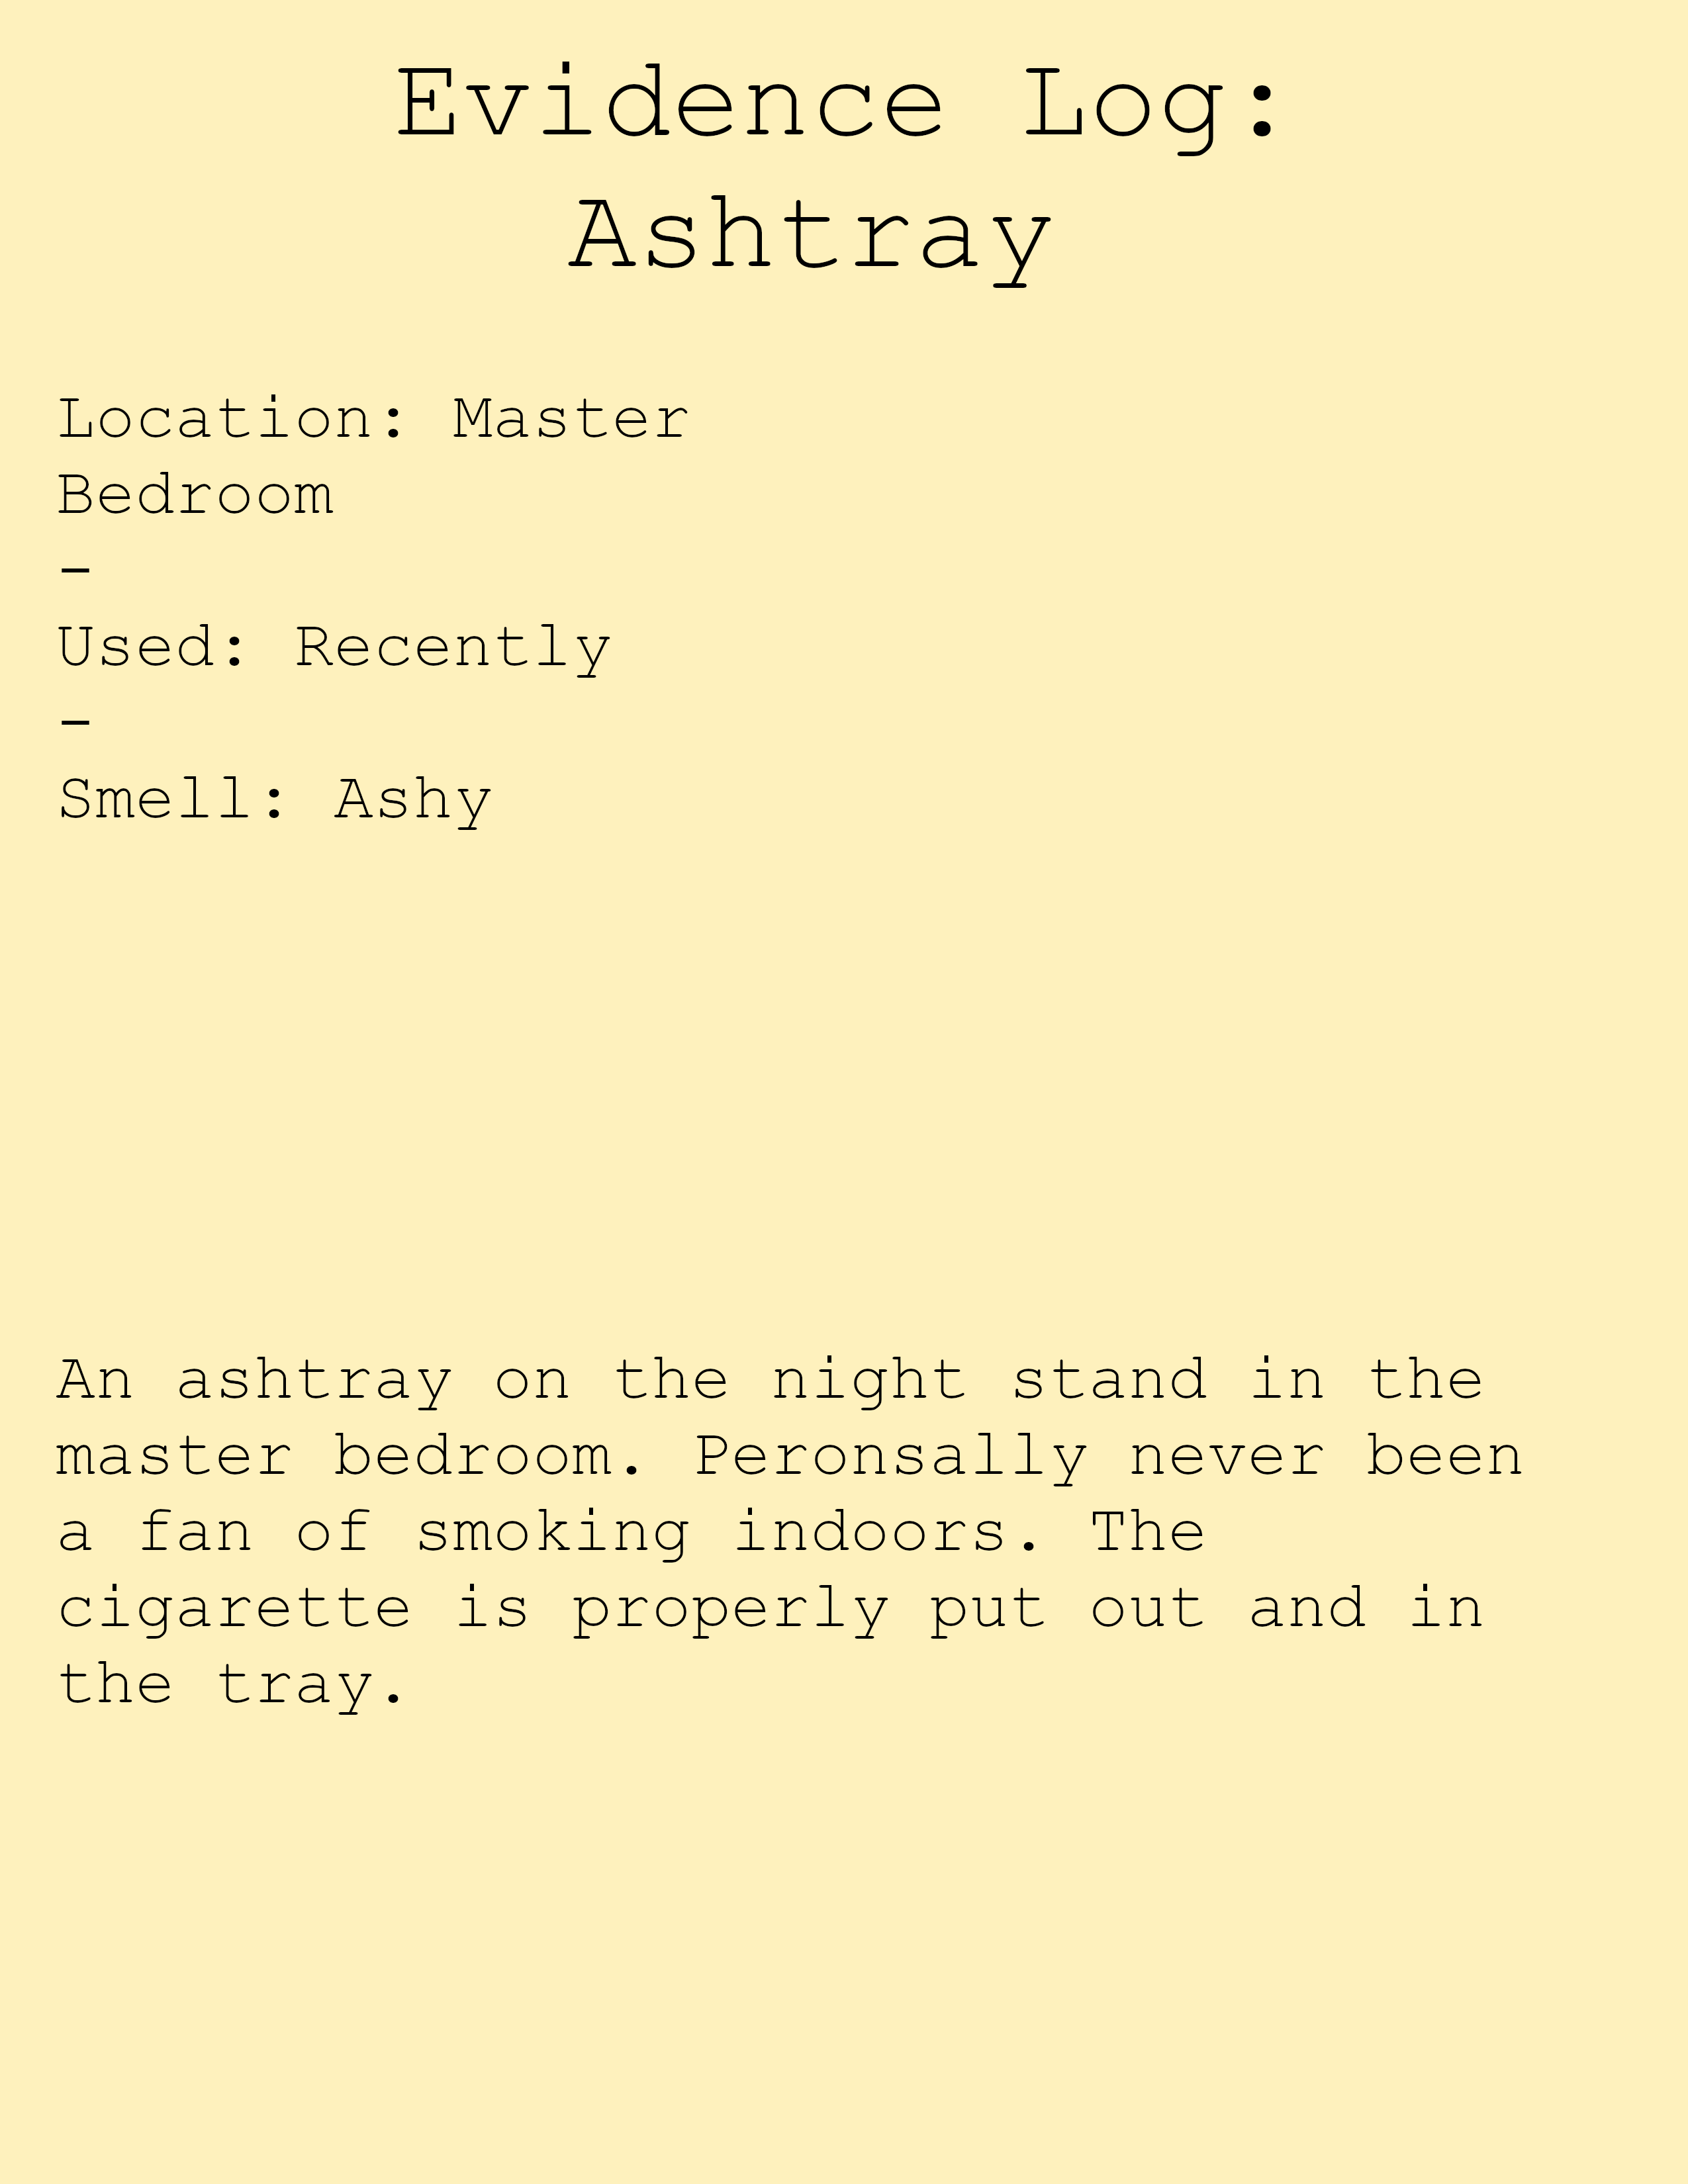 Evidence Log:
Ashtray
Location: Master
Bedroom
-
Used: Recently
-
Smell: Ashy
An ashtray on the night stand in the
master bedroom. Peronsally never been
a fan of smoking indoors. The
cigarette is properly put out and in
the tray.